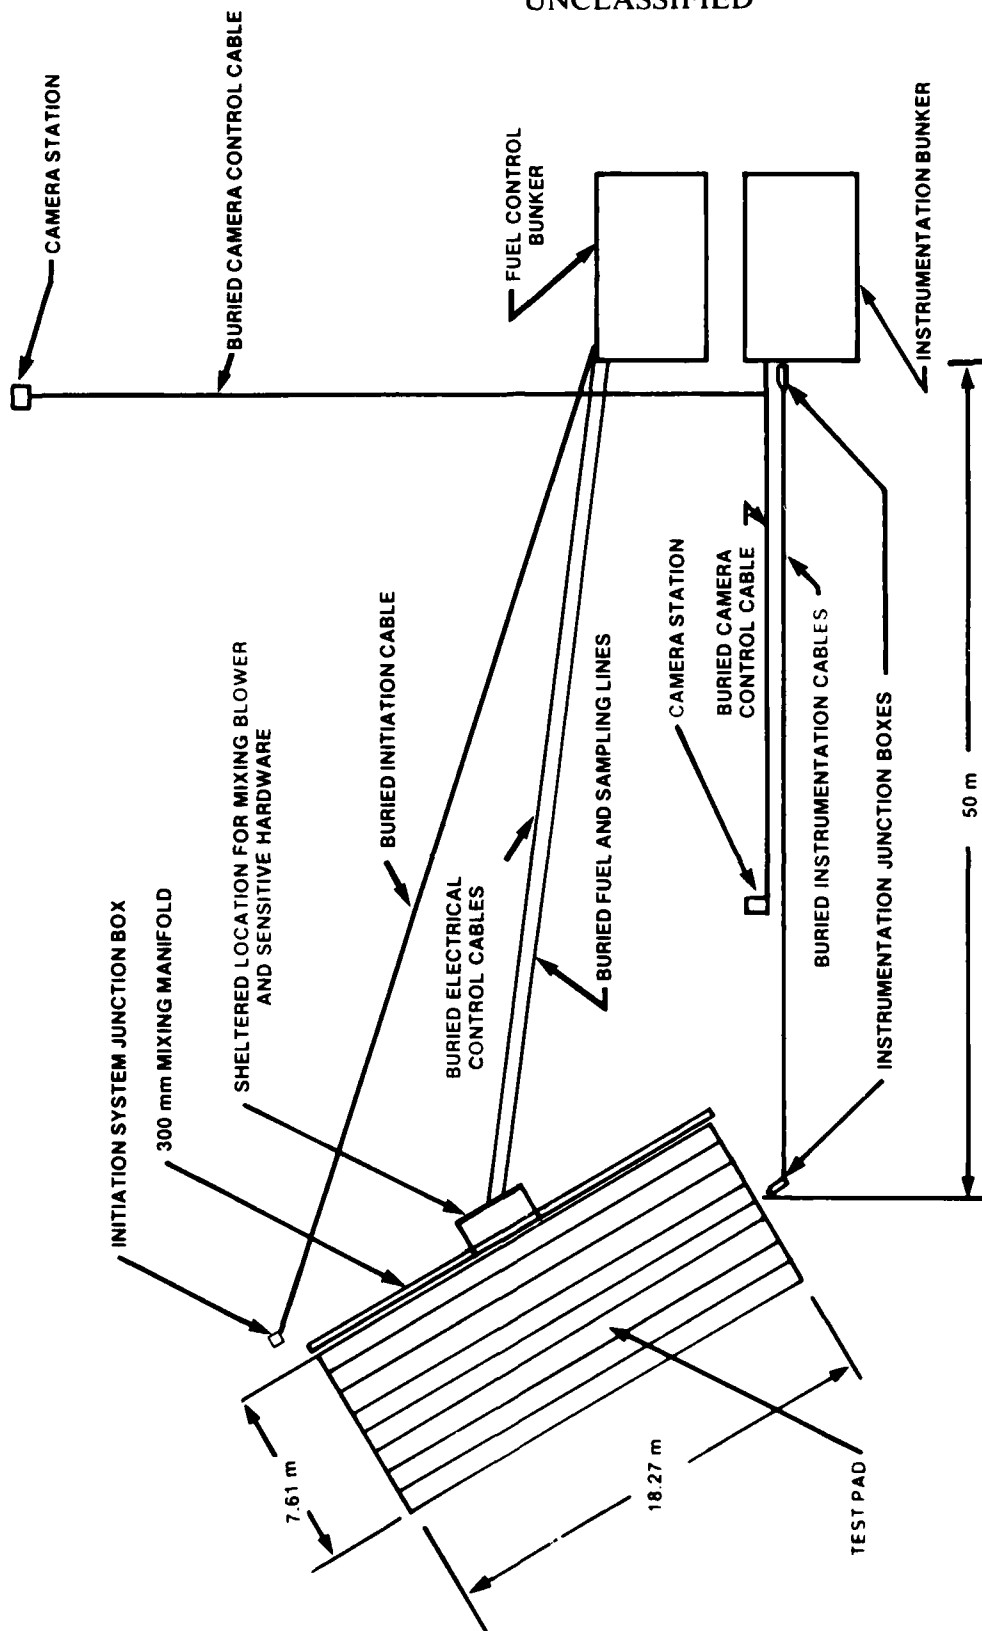 UNCLASSIFIED
CAMERA STATION
BURIED CAMERA CONTROL CABLE
FUEL CONTROL
BUNKER
INSTRUMENTATION BUNKER
INITIATION SYSTEM JUNCTION BOX
300 mm MIXING MANIFOLD
SHELTERED LOCATION FOR MIXING BLOWER
AND SENSITIVE HARDWARE
BURIED INITIATION CABLE
BURIED ELECTRICAL
CONTROL CABLES
BURIED FUEL AND SAMPLING LINES
CAMERA STATION
BURIED CAMERA
CONTROL CABLE
BURIED INSTRUMENTATION CABLES
INSTRUMENTATION JUNCTION BOXES
50 m
7.61 m
18.27 m
TEST PAD